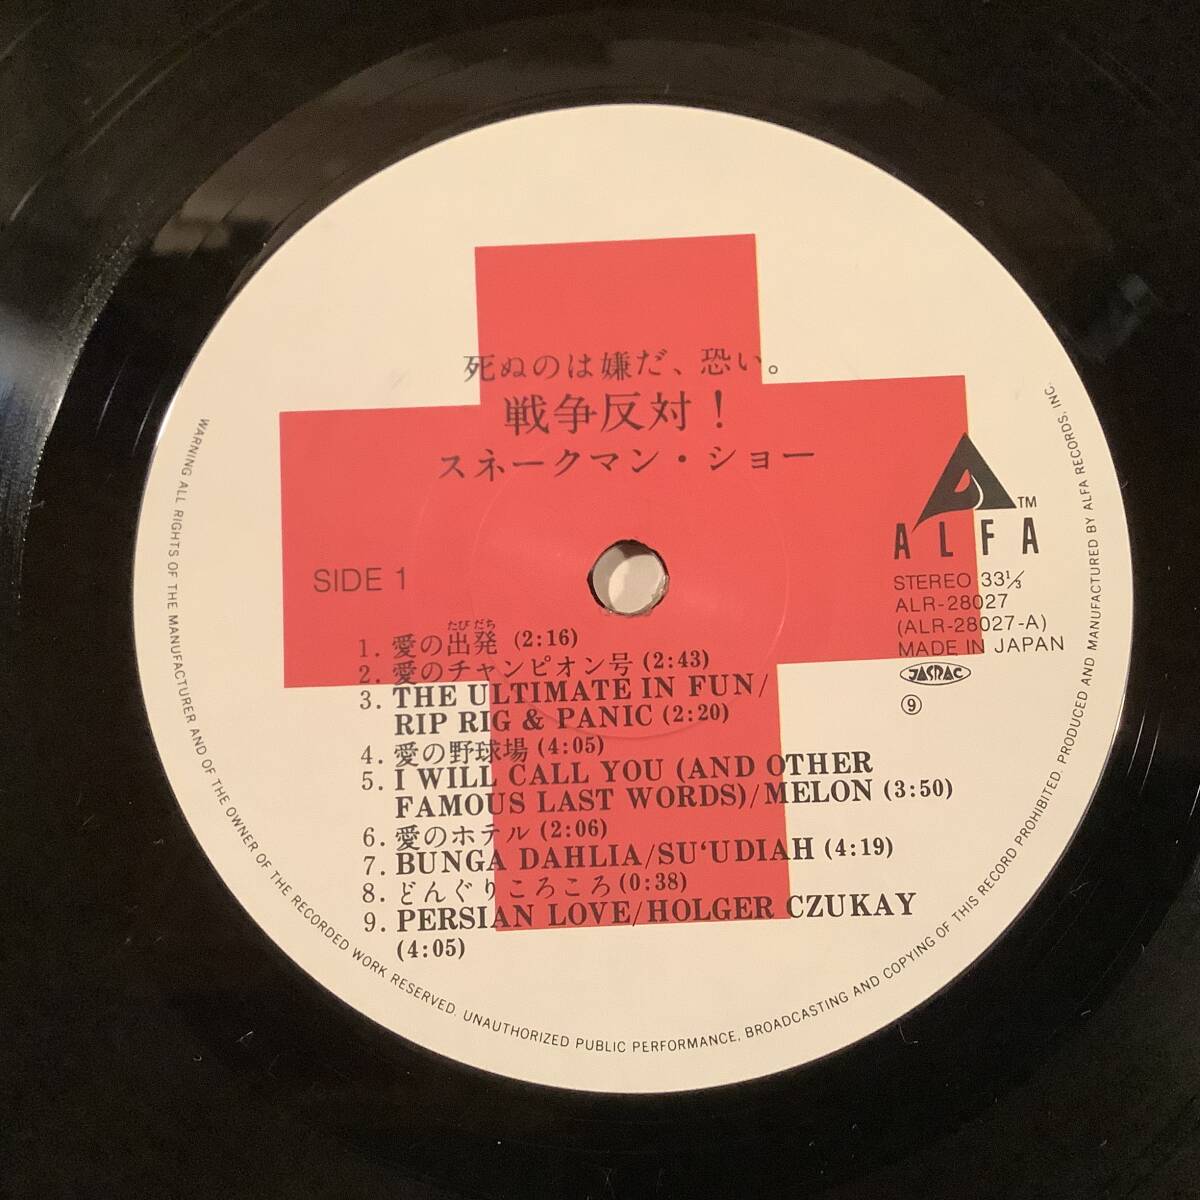 死ぬのは嫌だ、恐い。
戦争反対!
スネークマン・ショー
ALFA™
SIDE 1
STEREO 33⅓
ALR-28027
(ALR-28027-A)
MADE IN JAPAN
JASRAC
⑨
たびだち
1. 愛の出発 (2:16)
2. 愛のチャンピオン号 (2:43)
3. THE ULTIMATE IN FUN/
RIP RIG & PANIC (2:20)
4. 愛の野球場 (4:05)
5. I WILL CALL YOU (AND OTHER
FAMOUS LAST WORDS)/MELON (3:50)
6. 愛のホテル (2:06)
7. BUNGA DAHLIA/SU‘UDIAH (4:19)
8. どんぐりころころ (0:38)
9. PERSIAN LOVE/HOLGER CZUKAY
(4:05)
WARNING ALL RIGHTS OF THE MANUFACTURER AND OF THE OWNER OF THE RECORDED WORK RESERVED. UNAUTHORIZED PUBLIC PERFORMANCE, BROADCASTING AND COPYING OF THIS RECORD PROHIBITED. PRODUCED AND MANUFACTURED BY ALFA RECORDS, INC.